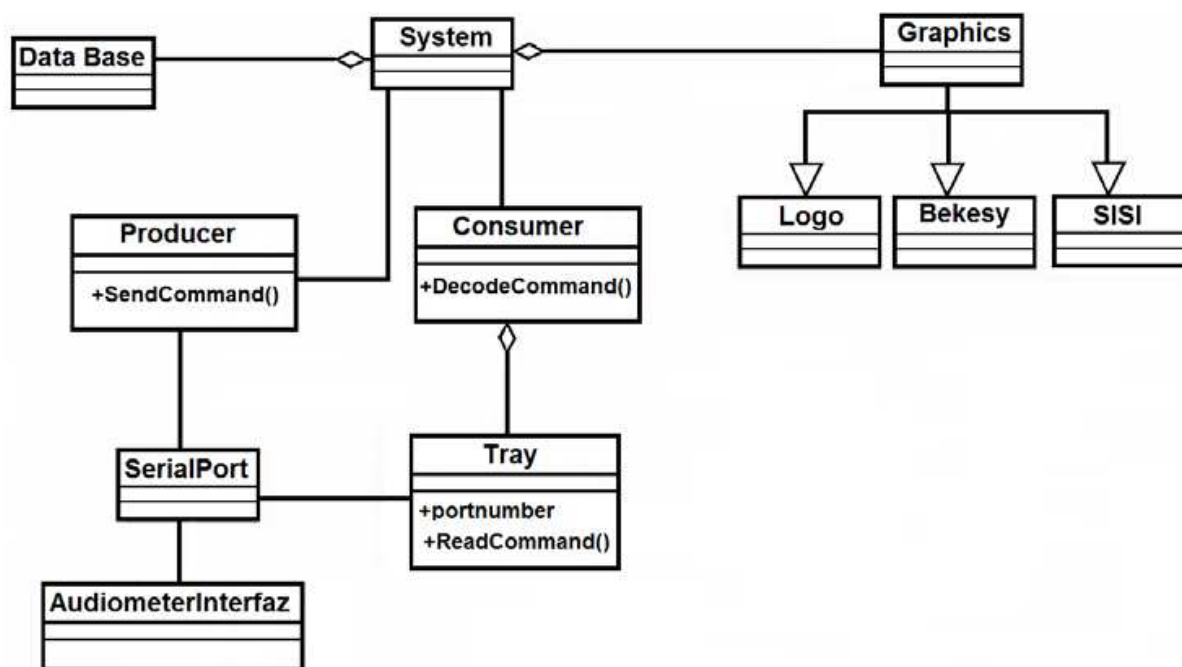 System
Graphics
Data Base
Logo
Bekesy
SISI
Producer
+SendCommand()
Consumer
+DecodeCommand()
SerialPort
Tray
+portnumber
+ReadCommand()
AudiometerInterfaz